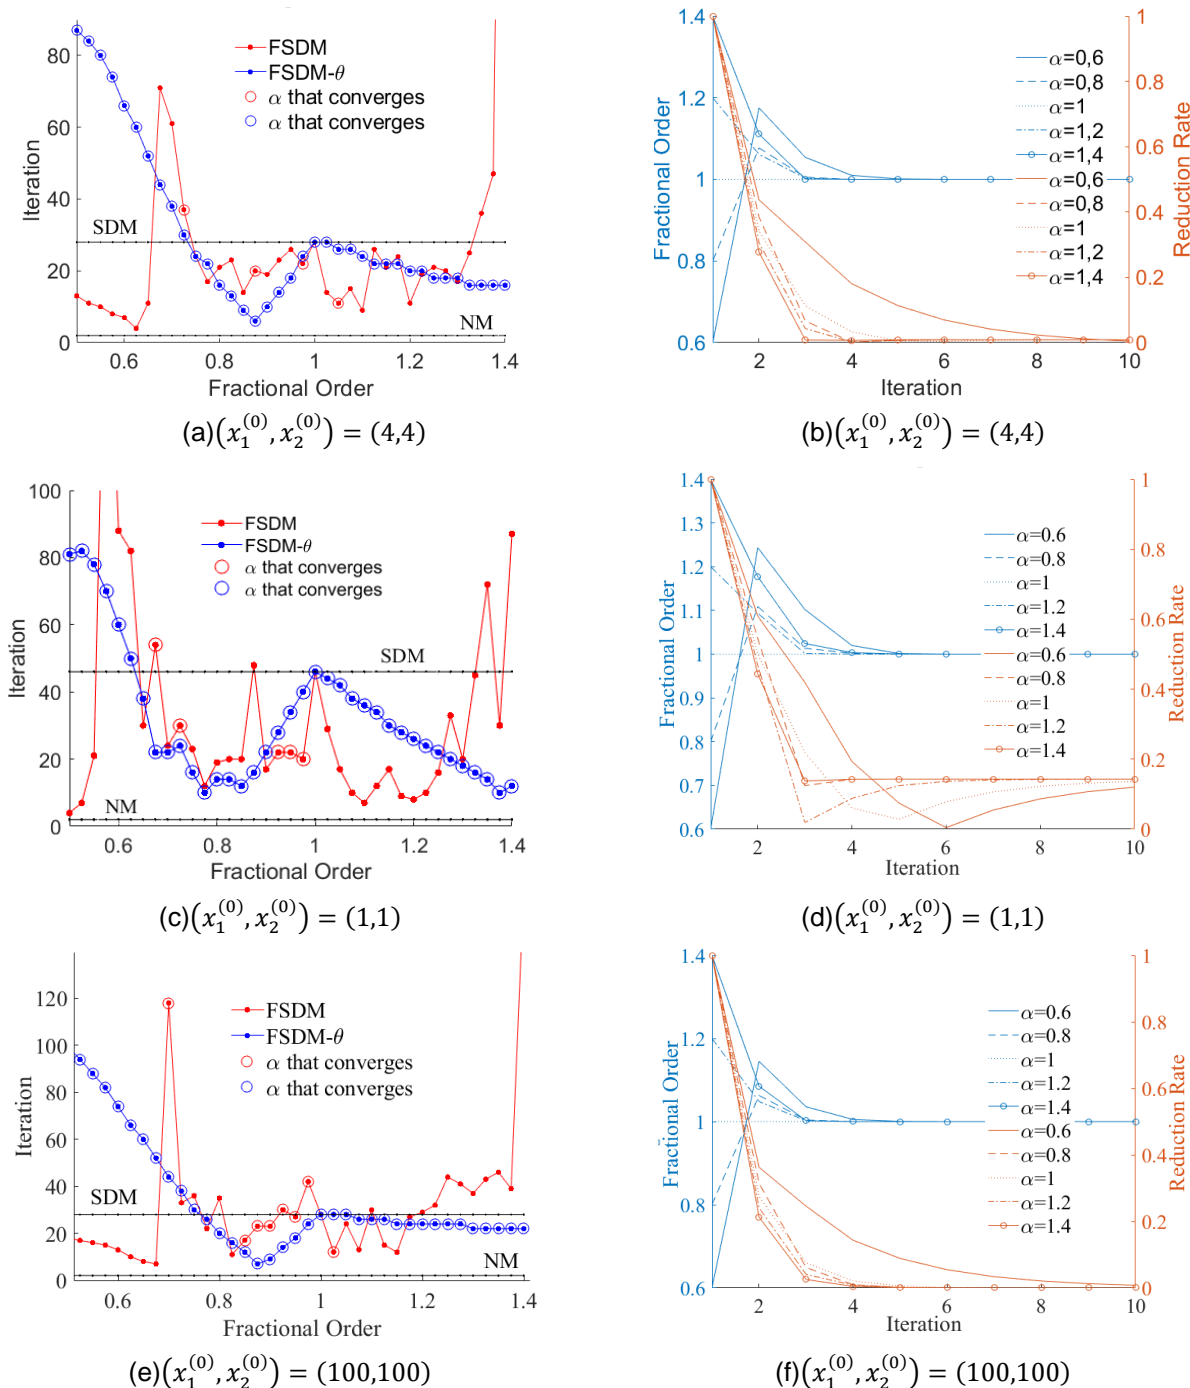 80
60
40
20
0
Iteration
SDM
NM
FSDM
FSDM-θ
α that converges
α that converges
0.6
0.8
1
1.2
1.4
Fractional Order
(a)(x₁⁽⁰⁾, x₂⁽⁰⁾) = (4,4)
1.4
1.2
1
0.8
0.6
Fractional Order
α=0,6
α=0,8
α=1
α=1,2
α=1,4
α=0,6
α=0,8
α=1
α=1,2
α=1,4
1
0.8
0.6
0.4
0.2
0
Reduction Rate
2
4
6
8
10
Iteration
(b)(x₁⁽⁰⁾, x₂⁽⁰⁾) = (4,4)
100
80
60
40
20
0
Iteration
FSDM
FSDM-θ
α that converges
α that converges
SDM
NM
0.6
0.8
1
1.2
1.4
Fractional Order
(c)(x₁⁽⁰⁾, x₂⁽⁰⁾) = (1,1)
1.4
1.3
1.2
1.1
1
0.9
0.8
0.7
0.6
Fractional Order
α=0.6
α=0.8
α=1
α=1.2
α=1.4
α=0.6
α=0.8
α=1
α=1.2
α=1.4
1
0.8
0.6
0.4
0.2
0
Reduction Rate
2
4
6
8
10
Iteration
(d)(x₁⁽⁰⁾, x₂⁽⁰⁾) = (1,1)
120
100
80
60
40
20
0
Iteration
FSDM
FSDM-θ
α that converges
α that converges
SDM
NM
0.6
0.8
1
1.2
1.4
Fractional Order
(e)(x₁⁽⁰⁾, x₂⁽⁰⁾) = (100,100)
1.4
1.2
1
0.8
0.6
Fractional Order
α=0.6
α=0.8
α=1
α=1.2
α=1.4
α=0.6
α=0.8
α=1
α=1.2
α=1.4
1
0.8
0.6
0.4
0.2
0
Reduction Rate
2
4
6
8
10
Iteration
(f)(x₁⁽⁰⁾, x₂⁽⁰⁾) = (100,100)